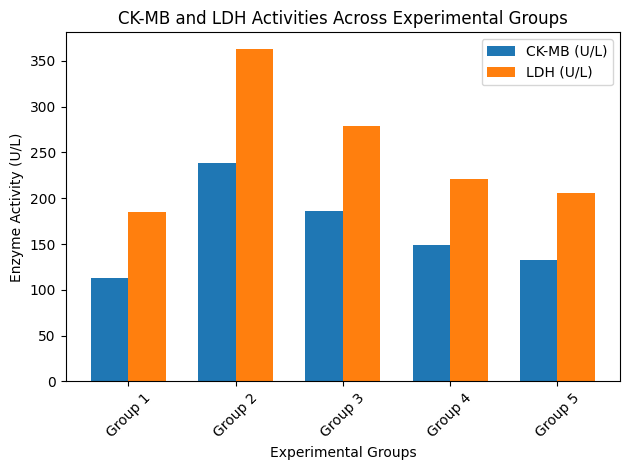 CK-MB and LDH Activities Across Experimental Groups
CK-MB (U/L)
LDH (U/L)
Enzyme Activity (U/L)
350
300
250
200
150
100
50
0
Group 1
Group 2
Group 3
Group 4
Group 5
Experimental Groups